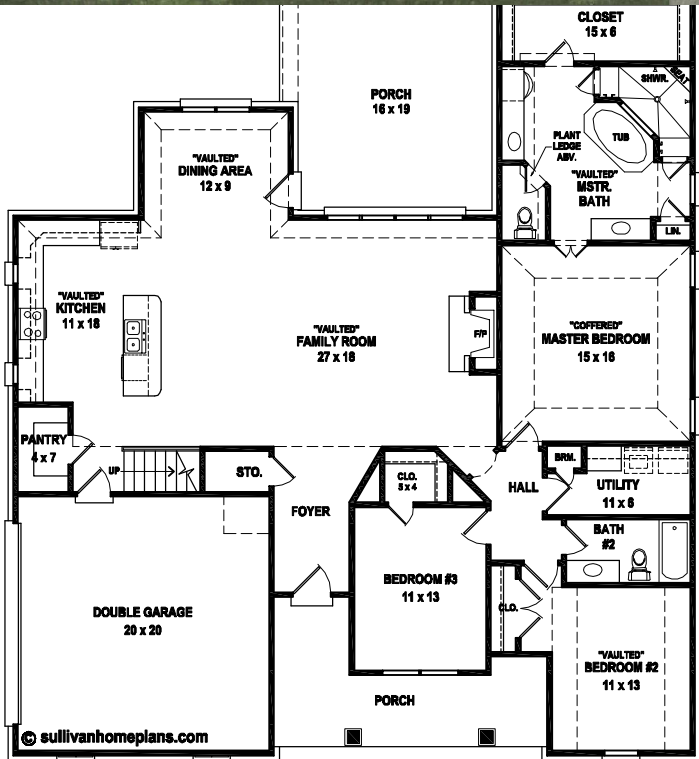 CLOSET
15 x 6
PORCH
16 x 19
SHWR.
SEAT
TUB
PLANT
LEDGE
ABV.
"VAULTED"
MSTR.
BATH
LIN.
"VAULTED"
DINING AREA
12 x 9
"VAULTED"
KITCHEN
11 x 18
"VAULTED"
FAMILY ROOM
27 x 18
F/P
"COFFERED"
MASTER BEDROOM
15 x 16
PANTRY
4 x 7
UP
STO.
CLO.
5 x 4
HALL
BRM.
UTILITY
11 x 6
FOYER
BATH
#2
BEDROOM #3
11 x 13
CLO.
DOUBLE GARAGE
20 x 20
"VAULTED"
BEDROOM #2
11 x 13
PORCH
© sullivanhomeplans.com